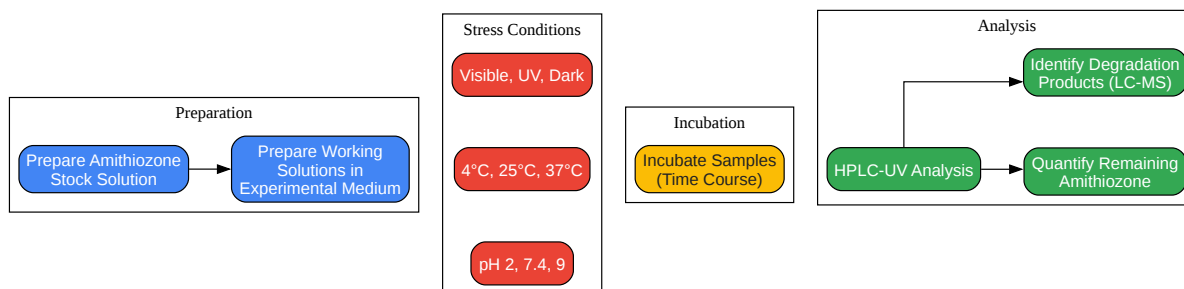 Preparation
Prepare Amithiozone
Stock Solution
Prepare Working
Solutions in
Experimental Medium
Stress Conditions
Visible, UV, Dark
4°C, 25°C, 37°C
pH 2, 7.4, 9
Incubation
Incubate Samples
(Time Course)
Analysis
HPLC-UV Analysis
Identify Degradation
Products (LC-MS)
Quantify Remaining
Amithiozone